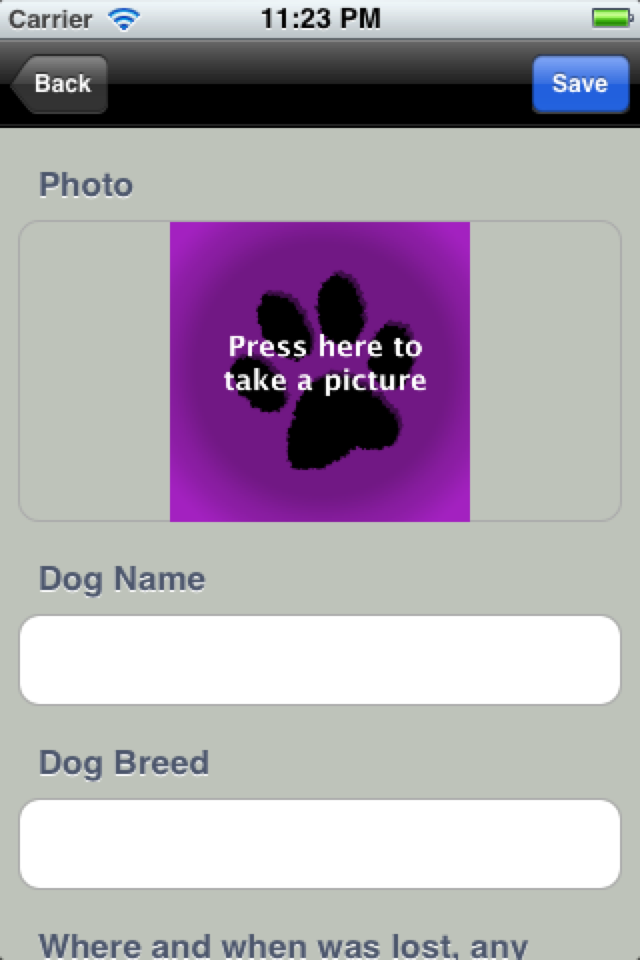 Carrier 11:23 PM
Back Save
Photo
Press here to
take a picture
Dog Name
Dog Breed
Where and when was lost, any